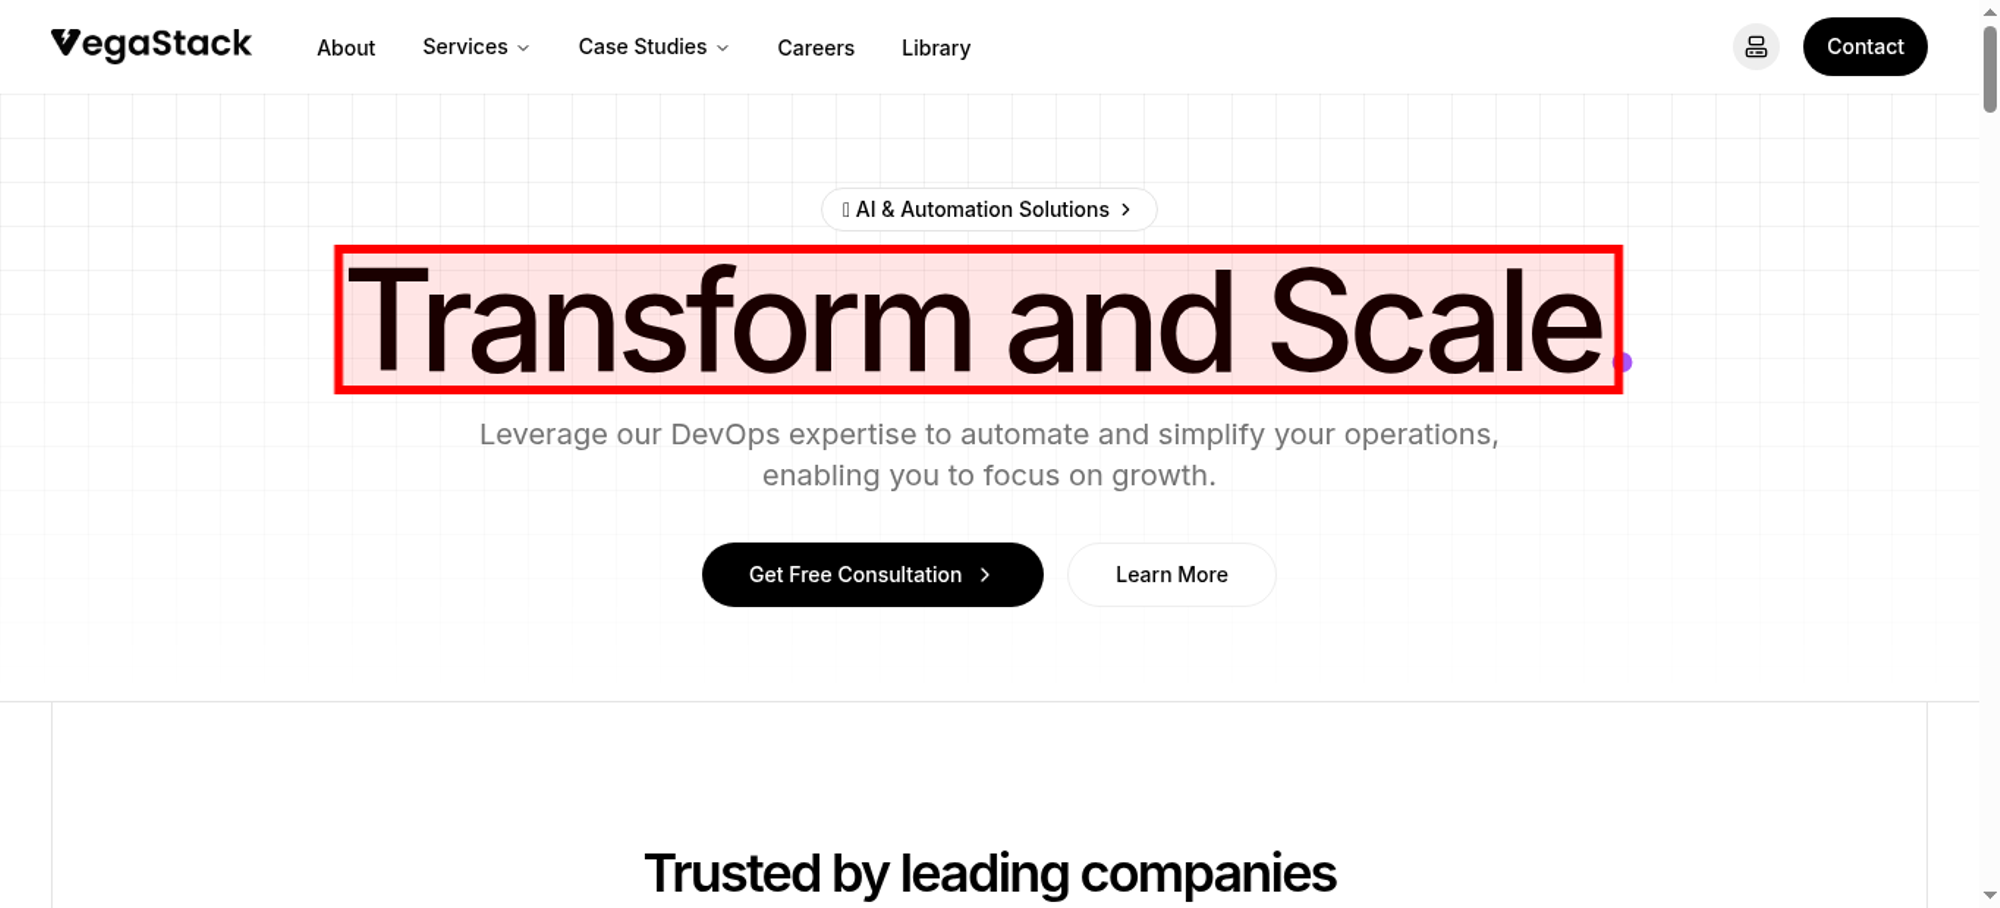 VegaStack
About
Services
Case Studies
Careers
Library
Contact
AI & Automation Solutions
Transform and Scale.
Leverage our DevOps expertise to automate and simplify your operations,
enabling you to focus on growth.
Get Free Consultation
Learn More
Trusted by leading companies